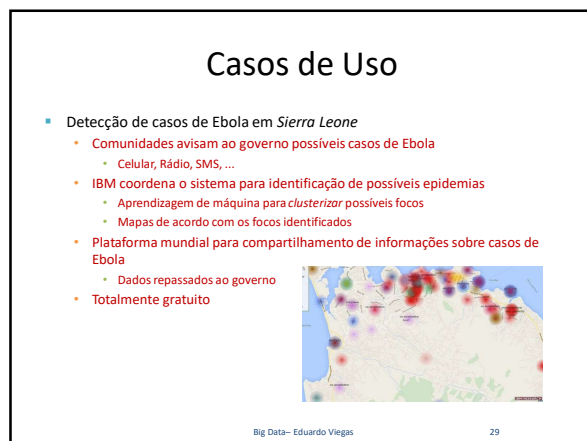 Casos de Uso
Detecção de casos de Ebola em Sierra Leone
Comunidades avisam ao governo possíveis casos de Ebola
Celular, Rádio, SMS, ...
IBM coordena o sistema para identificação de possíveis epidemias
Aprendizagem de máquina para clusterizar possíveis focos
Mapas de acordo com os focos identificados
Plataforma mundial para compartilhamento de informações sobre casos de
Ebola
Dados repassados ao governo
Totalmente gratuito
Big Data– Eduardo Viegas
29